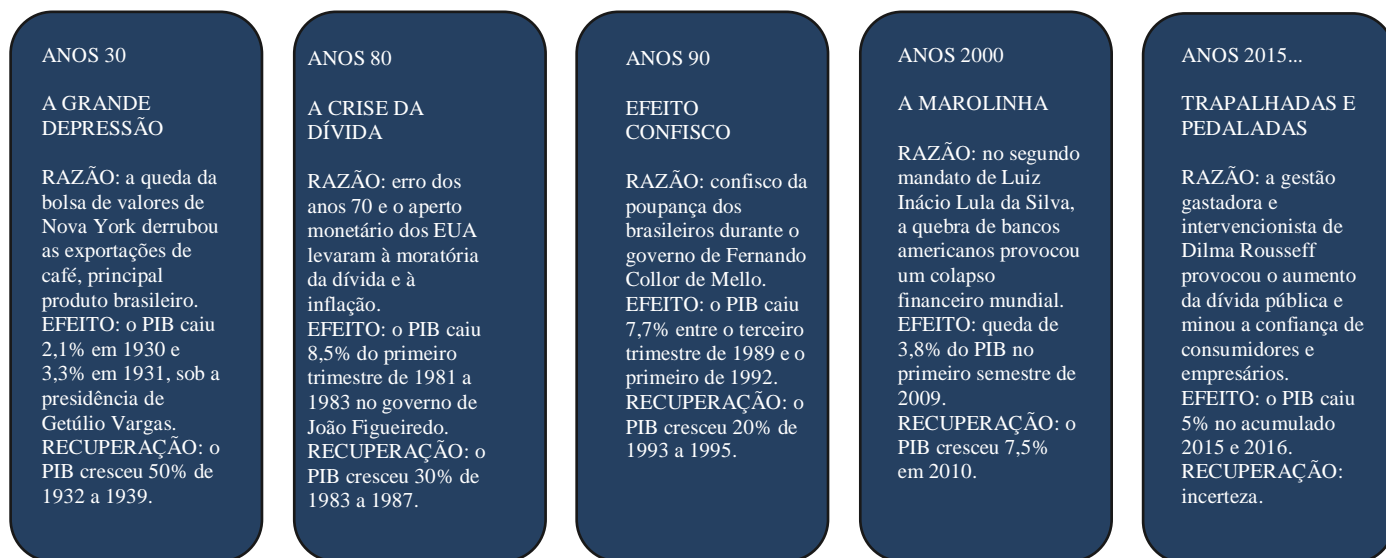 ANOS 30
A GRANDE
DEPRESSÃO
RAZÃO: a queda da
bolsa de valores de
Nova York derrubou
as exportações de
café, principal
produto brasileiro.
EFEITO: o PIB caiu
2,1% em 1930 e
3,3% em 1931, sob a
presidência de
Getúlio Vargas.
RECUPERAÇÃO: o
PIB cresceu 50% de
1932 a 1939.
ANOS 80
A CRISE DA
DÍVIDA
RAZÃO: erro dos
anos 70 e o aperto
monetário dos EUA
levaram à moratória
da dívida e à
inflação.
EFEITO: o PIB caiu
8,5% do primeiro
trimestre de 1981 a
1983 no governo de
João Figueiredo.
RECUPERAÇÃO: o
PIB cresceu 30% de
1983 a 1987.
ANOS 90
EFEITO
CONFISCO
RAZÃO: confisco da
poupança dos
brasileiros durante o
governo de Fernando
Collor de Mello.
EFEITO: o PIB caiu
7,7% entre o terceiro
trimestre de 1989 e o
primeiro de 1992.
RECUPERAÇÃO: o
PIB cresceu 20% de
1993 a 1995.
ANOS 2000
A MAROLINHA
RAZÃO: no segundo
mandato de Luiz
Inácio Lula da Silva,
a quebra de bancos
americanos provocou
um colapso
financeiro mundial.
EFEITO: queda de
3,8% do PIB no
primeiro semestre de
2009.
RECUPERAÇÃO: o
PIB cresceu 7,5%
em 2010.
ANOS 2015...
TRAPALHADAS E
PEDALADAS
RAZÃO: a gestão
gastadora e
intervencionista de
Dilma Rousseff
provocou o aumento
da dívida pública e
minou a confiança de
consumidores e
empresários.
EFEITO: o PIB caiu
5% no acumulado
2015 e 2016.
RECUPERAÇÃO:
incerteza.